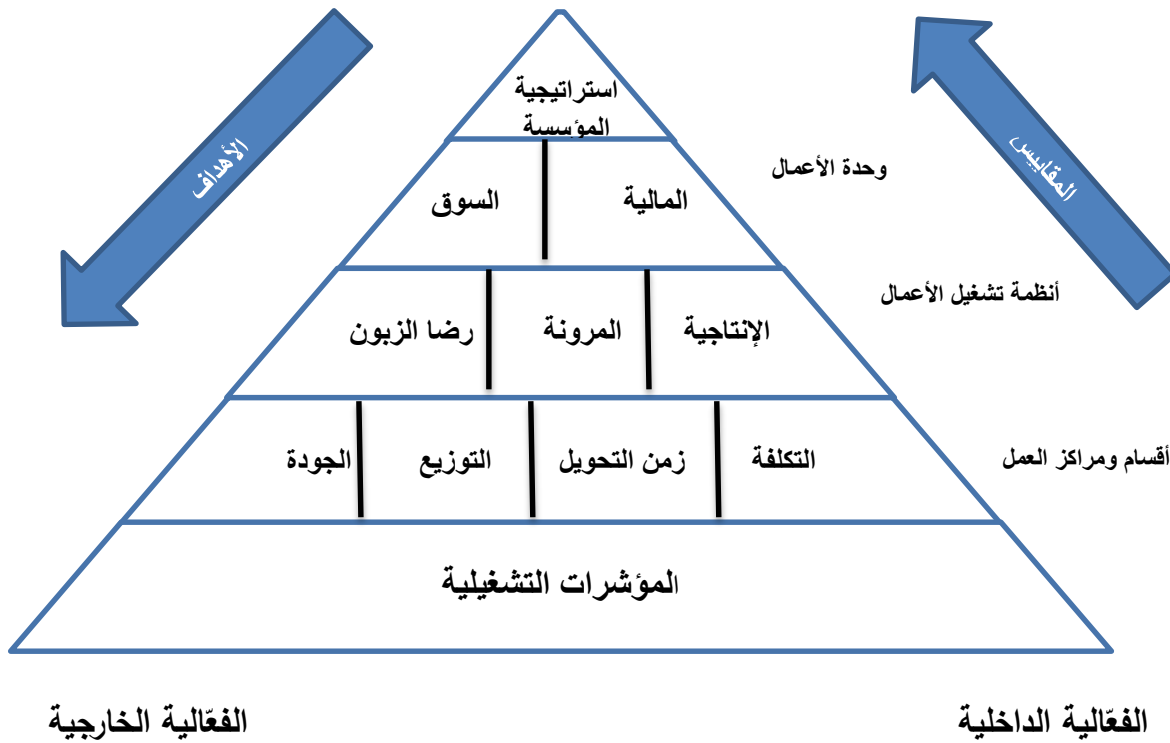 استراتيجية
المؤسسة
الأهداف
المقاييس
وحدة الأعمال
المالية
السوق
أنظمة تشغيل الأعمال
الإنتاجية
المرونة
رضا الزبون
أقسام ومراكز العمل
التكلفة
زمن التحويل
التوزيع
الجودة
المؤشرات التشغيلية
الفعّالية الداخلية
الفعّالية الخارجية